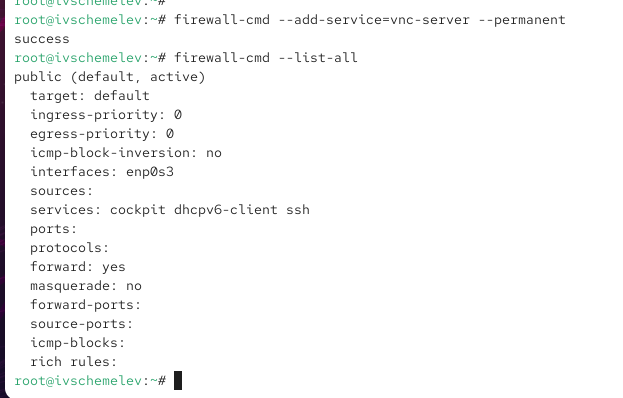 root@ivschemelev:~#
root@ivschemelev:~# firewall-cmd --add-service=vnc-server --permanent
success
root@ivschemelev:~# firewall-cmd --list-all
public (default, active)
  target: default
  ingress-priority: 0
  egress-priority: 0
  icmp-block-inversion: no
  interfaces: enp0s3
  sources:
  services: cockpit dhcpv6-client ssh
  ports:
  protocols:
  forward: yes
  masquerade: no
  forward-ports:
  source-ports:
  icmp-blocks:
  rich rules:
root@ivschemelev:~#